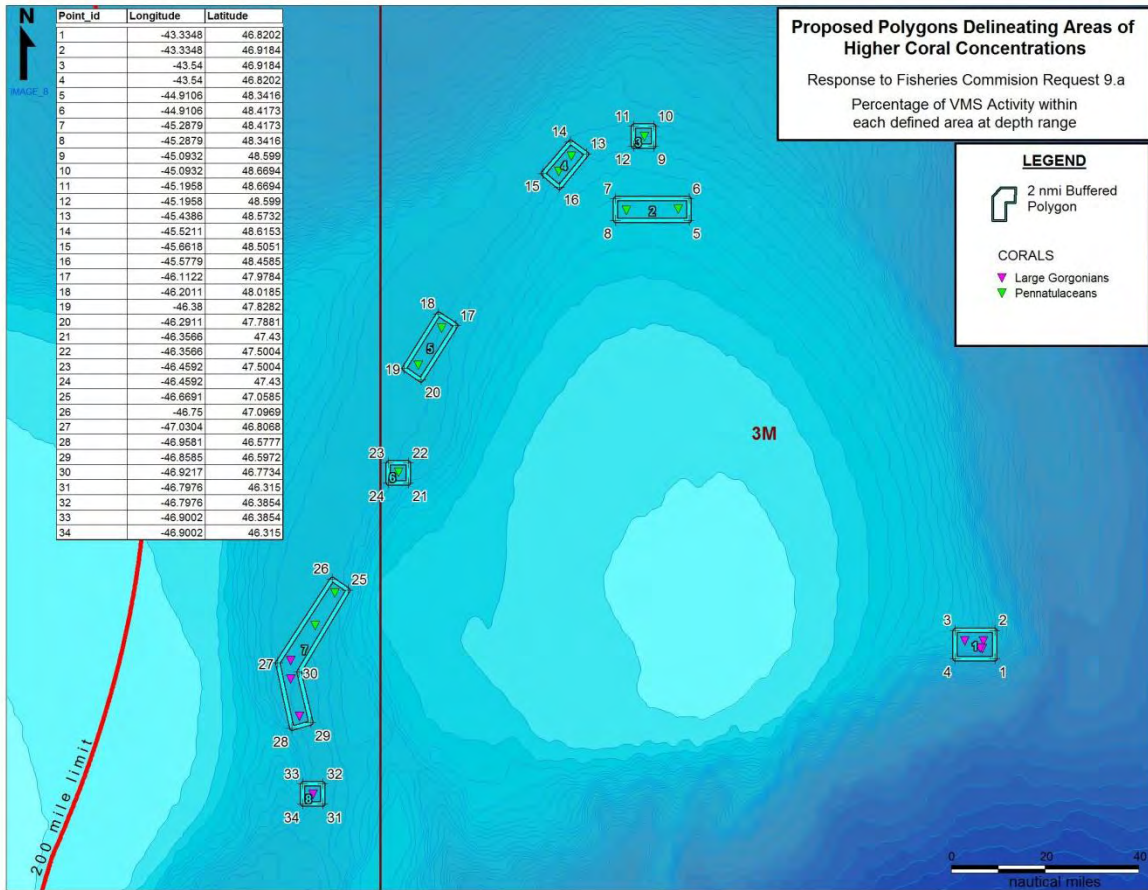 N
IMAGE_B
Point_id Longitude Latitude
1 -43.3348 46.8202
2 -43.3348 46.9184
3 -43.54 46.9184
4 -43.54 46.8202
5 -44.9106 48.3416
6 -44.9106 48.4173
7 -45.2879 48.4173
8 -45.2879 48.3416
9 -45.0932 48.599
10 -45.0932 48.6694
11 -45.1958 48.6694
12 -45.1958 48.599
13 -45.4386 48.5732
14 -45.5211 48.6153
15 -45.6618 48.5051
16 -45.5779 48.4585
17 -46.1122 47.9784
18 -46.2011 48.0185
19 -46.38 47.8282
20 -46.2911 47.7881
21 -46.3566 47.43
22 -46.3566 47.5004
23 -46.4592 47.5004
24 -46.4592 47.43
25 -46.6691 47.0585
26 -46.75 47.0969
27 -47.0304 46.8068
28 -46.9581 46.5777
29 -46.8585 46.5972
30 -46.9217 46.7734
31 -46.7976 46.315
32 -46.7976 46.3854
33 -46.9002 46.3854
34 -46.9002 46.315
Proposed Polygons Delineating Areas of
Higher Coral Concentrations
Response to Fisheries Commision Request 9.a
Percentage of VMS Activity within
each defined area at depth range
LEGEND
2 nmi Buffered
Polygon
CORALS
Large Gorgonians
Pennatulaceans
11 10
3
12 9
14
13
4
15
16
7 6
2
8 5
18
17
5
19
20
3M
23 22
6
24 21
26
25
3 2
1
4 1
27
7
30
28
29
33 32
8
34 31
200 mile limit
0 20 40
nautical miles